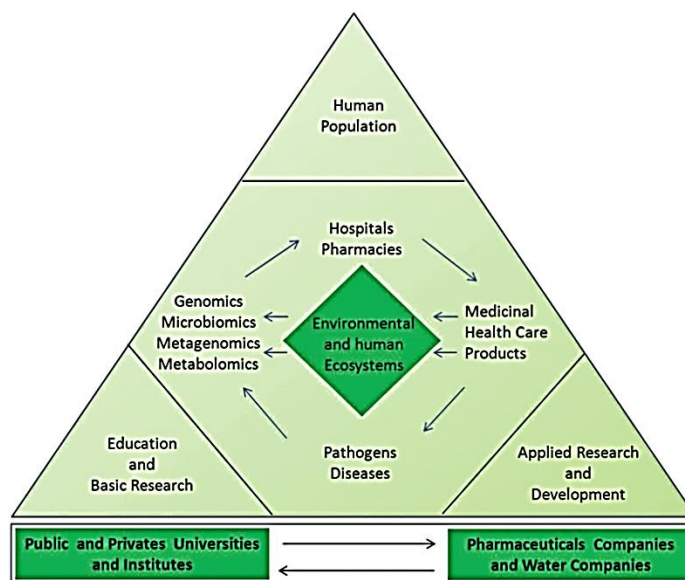 Human
Population
Hospitals
Pharmacies
Genomics
Microbiomics
Metagenomics
Metabolomics
Environmental
and human
Ecosystems
Medicinal
Health Care
Products
Pathogens
Diseases
Education
and
Basic Research
Applied Research
and
Development
Public and Privates Universities
and Institutes
Pharmaceuticals Companies
and Water Companies